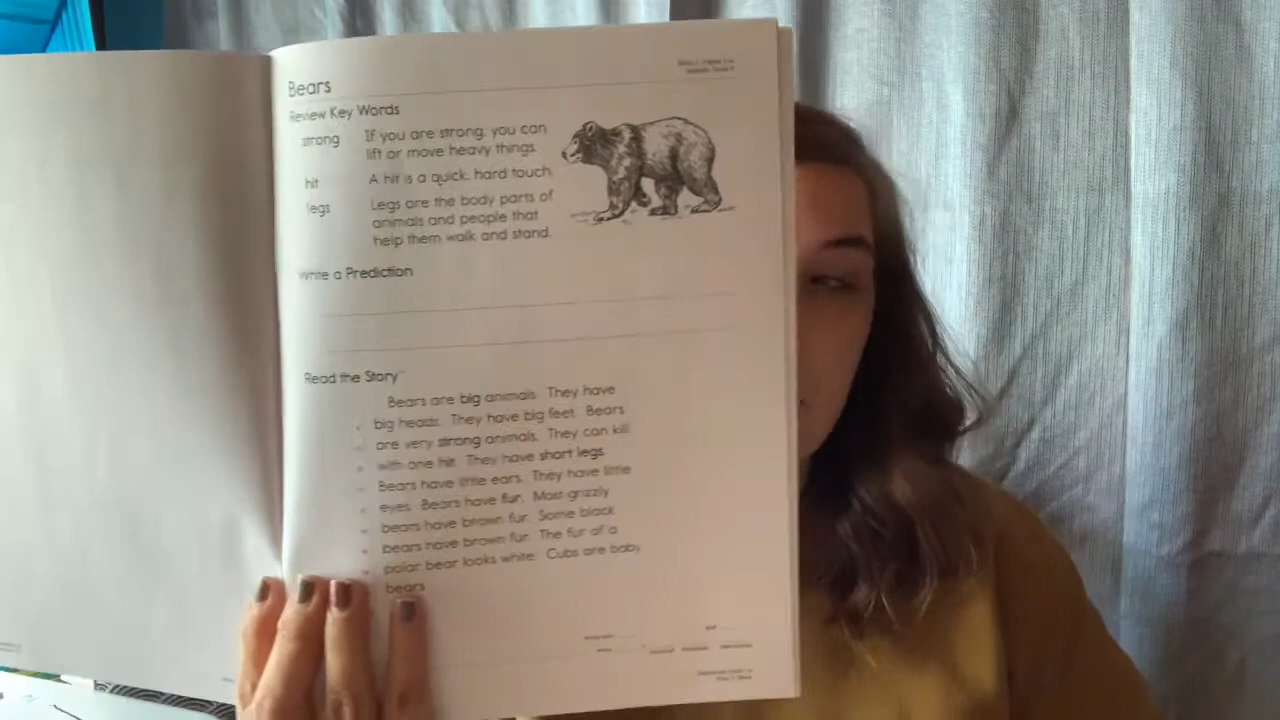 Bears
Review Key Words
strong If you are strong, you can
lift or move heavy things.
hit A hit is a quick, hard touch.
legs Legs are the body parts of
animals and people that
help them walk and stand.
Write a Prediction
Read the Story
Bears are big animals. They have
big heads. They have big feet. Bears
are very strong animals. They can kill
with one hit. They have short legs.
Bears have little ears. They have little
eyes. Bears have fur. Most grizzly
bears have brown fur. Some black
bears have brown fur. The fur of a
polar bear looks white. Cubs are baby
bears.